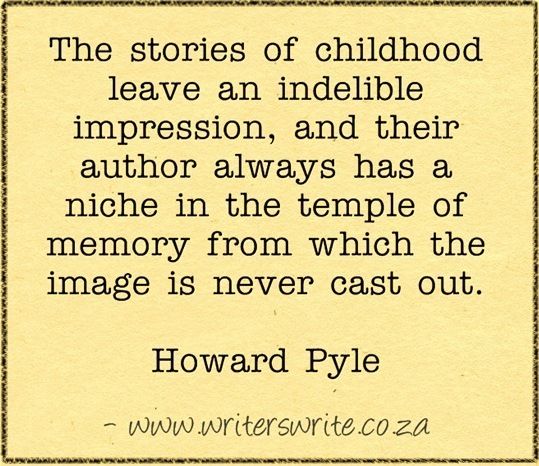 The stories of childhood
leave an indelible
impression, and their
author always has a
niche in the temple of
memory from which the
image is never cast out.
Howard Pyle
- www.writerswrite.co.za